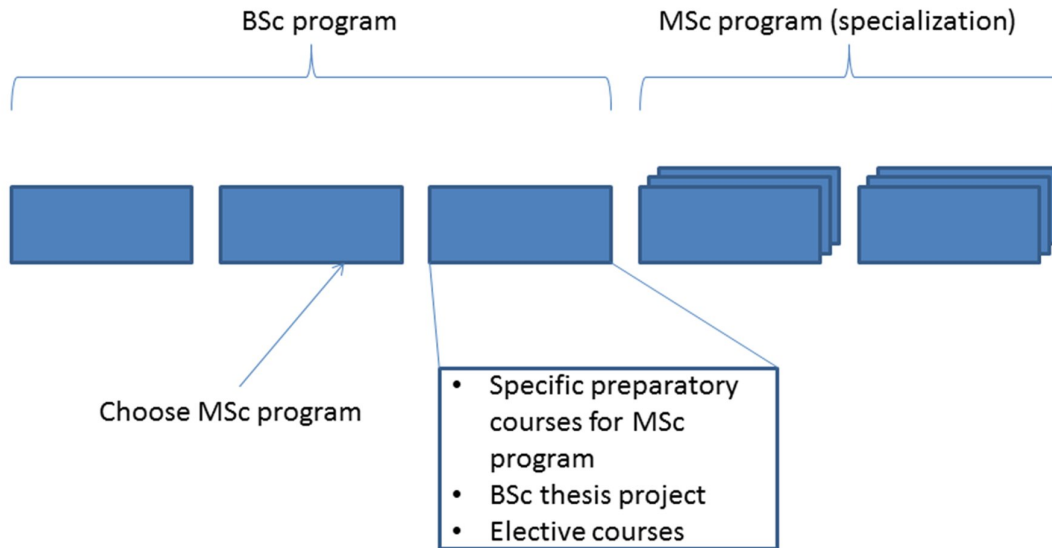 BSc program
MSc program (specialization)
Choose MSc program
• Specific preparatory
courses for MSc
program
• BSc thesis project
• Elective courses